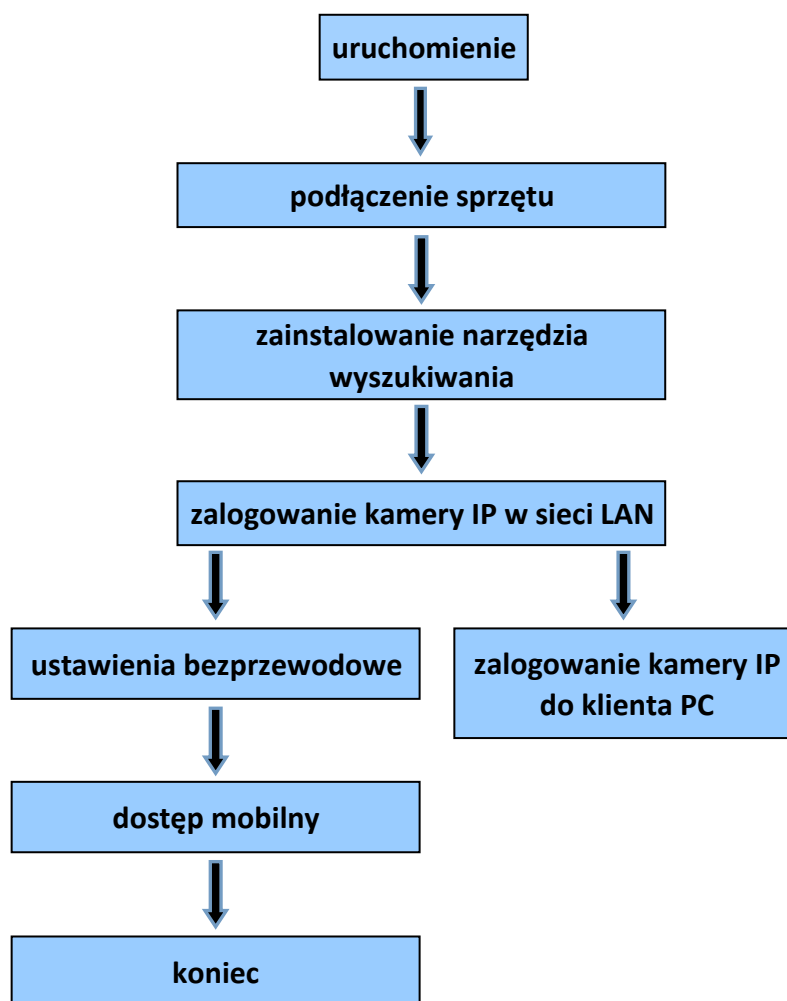 uruchomienie
podłączenie sprzętu
zainstalowanie narzędzia
wyszukiwania
zalogowanie kamery IP w sieci LAN
ustawienia bezprzewodowe
zalogowanie kamery IP
do klienta PC
dostęp mobilny
koniec